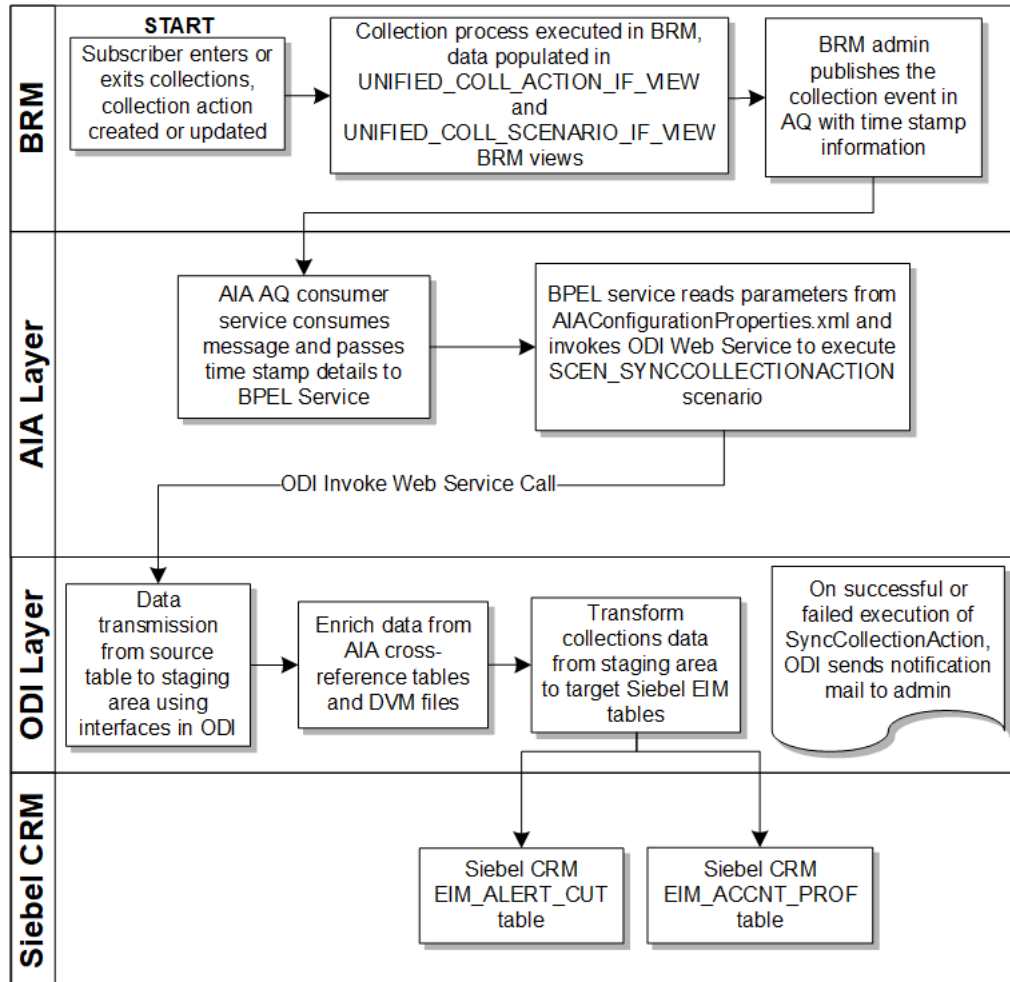 BRM
START
Subscriber enters or
exits collections,
collection action
created or updated
Collection process executed in BRM,
data populated in
UNIFIED_COLL_ACTION_IF_VIEW
and
UNIFIED_COLL_SCENARIO_IF_VIEW
BRM views
BRM admin
publishes the
collection event in
AQ with time stamp
information
AIA Layer
AIA AQ consumer
service consumes
message and passes
time stamp details to
BPEL Service
BPEL service reads parameters from
AIAConfigurationProperties.xml and
invokes ODI Web Service to execute
SCEN_SYNCCOLLECTIONACTION
scenario
ODI Invoke Web Service Call
ODI Layer
Data
transmission
from source
table to staging
area using
interfaces in ODI
Enrich data from
AIA cross-
reference tables
and DVM files
Transform
collections data
from staging area
to target Siebel EIM
tables
On successful or
failed execution of
SyncCollectionAction,
ODI sends notification
mail to admin
Siebel CRM
Siebel CRM
EIM_ALERT_CUT
table
Siebel CRM
EIM_ACCNT_PROF
table